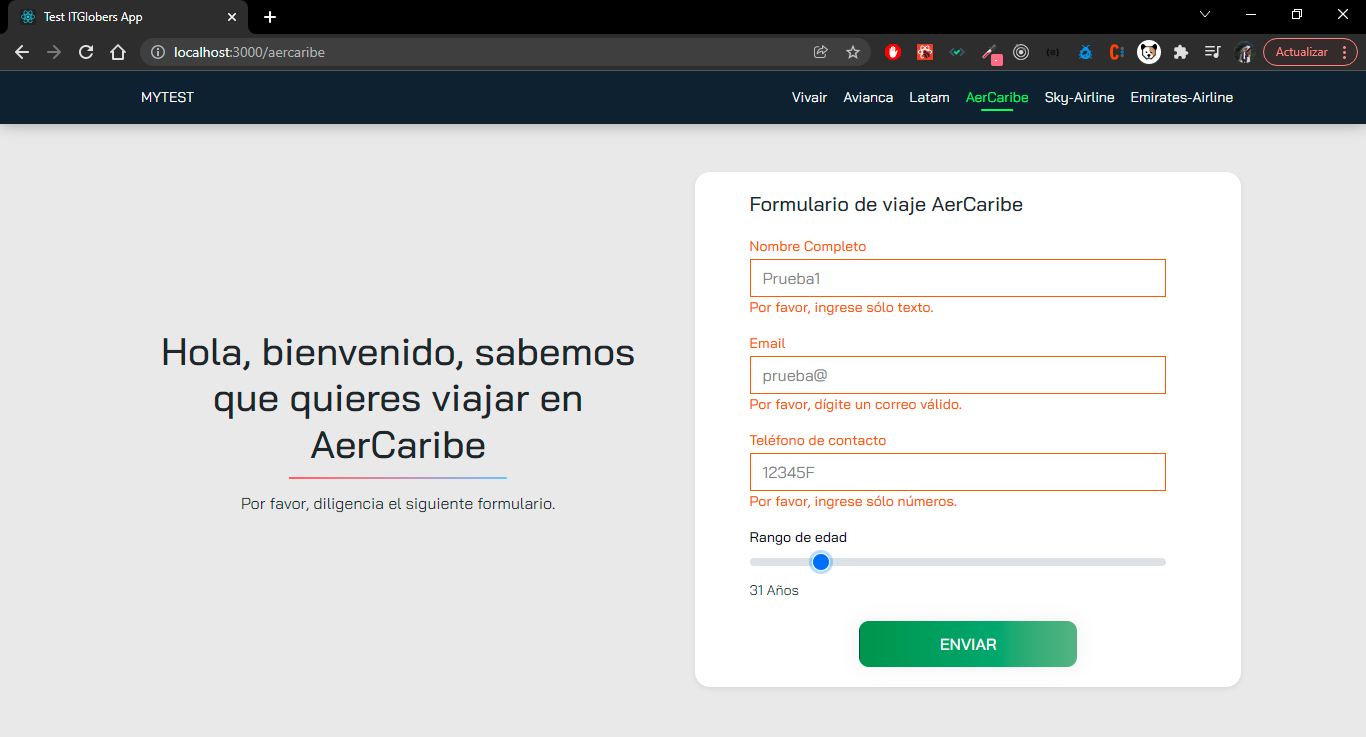 Test ITGlobers App
localhost:3000/aercaribe
Actualizar
MYTEST
Vivair Avianca Latam AerCaribe Sky-Airline Emirates-Airline
Hola, bienvenido, sabemos
que quieres viajar en
AerCaribe
Por favor, diligencia el siguiente formulario.
Formulario de viaje AerCaribe
Nombre Completo
Prueba1
Por favor, ingrese sólo texto.
Email
prueba@
Por favor, dígite un correo válido.
Teléfono de contacto
12345F
Por favor, ingrese sólo números.
Rango de edad
31 Años
ENVIAR